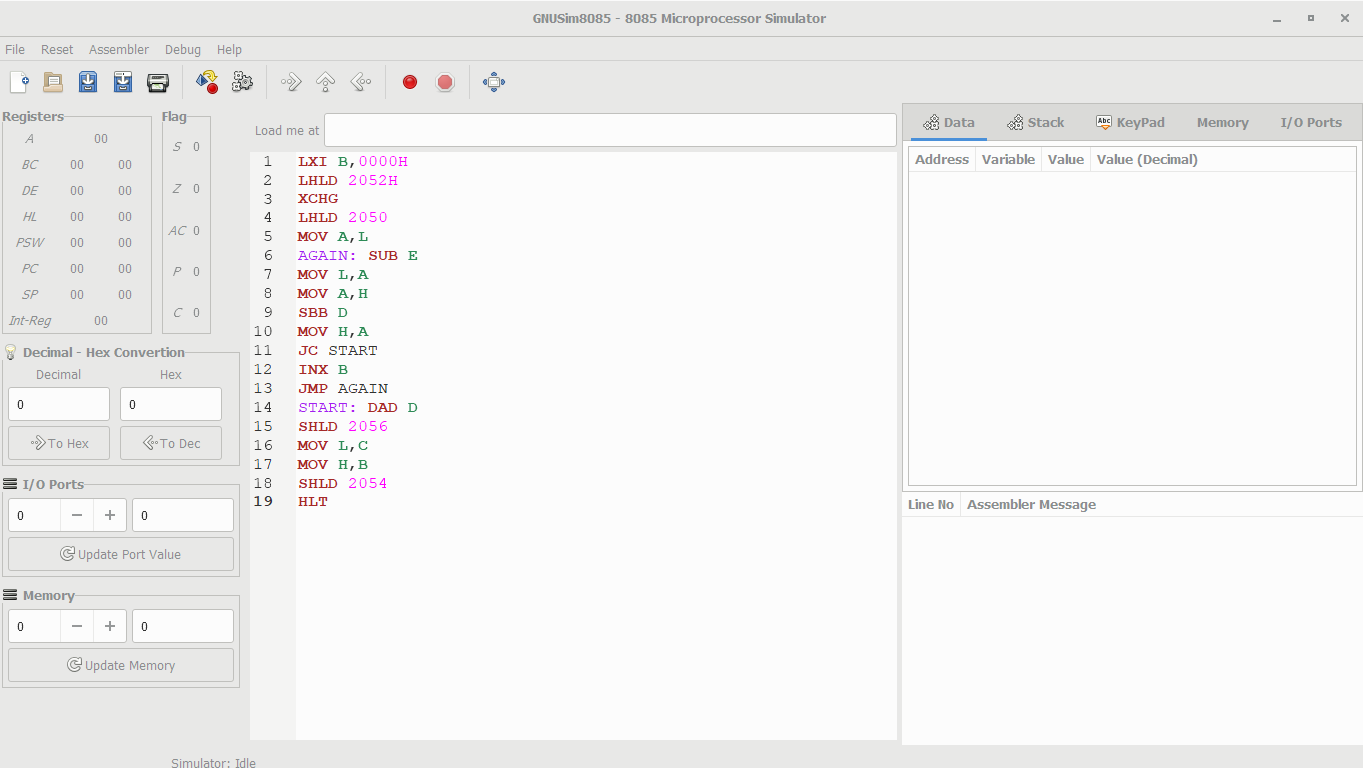 GNUSim8085 - 8085 Microprocessor Simulator
File Reset Assembler Debug Help
Registers
A 00
BC 00 00
DE 00 00
HL 00 00
PSW 00 00
PC 00 00
SP 00 00
Int-Reg 00
Flag
S 0
Z 0
AC 0
P 0
C 0
Decimal - Hex Convertion
Decimal Hex
0 0
To Hex To Dec
I/O Ports
0 − + 0
Update Port Value
Memory
0 − + 0
Update Memory
Load me at
1 LXI B,0000H
2 LHLD 2052H
3 XCHG
4 LHLD 2050
5 MOV A,L
6 AGAIN: SUB E
7 MOV L,A
8 MOV A,H
9 SBB D
10 MOV H,A
11 JC START
12 INX B
13 JMP AGAIN
14 START: DAD D
15 SHLD 2056
16 MOV L,C
17 MOV H,B
18 SHLD 2054
19 HLT
Data Stack Abc KeyPad Memory I/O Ports
Address Variable Value Value (Decimal)
Line No Assembler Message
Simulator: Idle